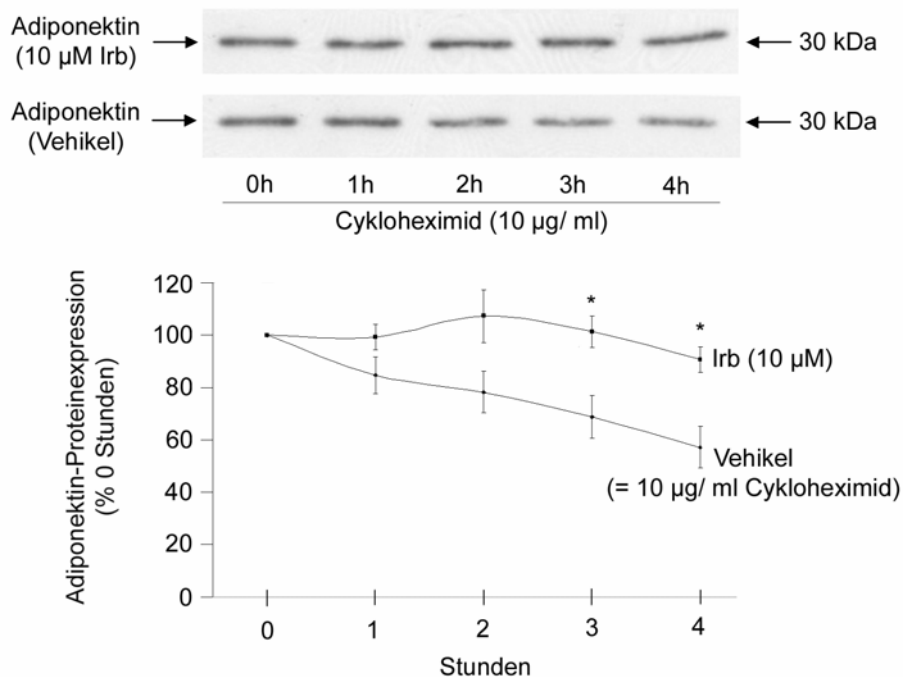 Adiponektin
(10 µM Irb)
30 kDa
Adiponektin
(Vehikel)
30 kDa
0h 1h 2h 3h 4h
Cykloheximid (10 µg/ ml)
Adiponektin-Proteinexpression
(% 0 Stunden)
120
100
80
60
40
20
0
*
*
Irb (10 µM)
Vehikel
(= 10 µg/ ml Cykloheximid)
0 1 2 3 4
Stunden